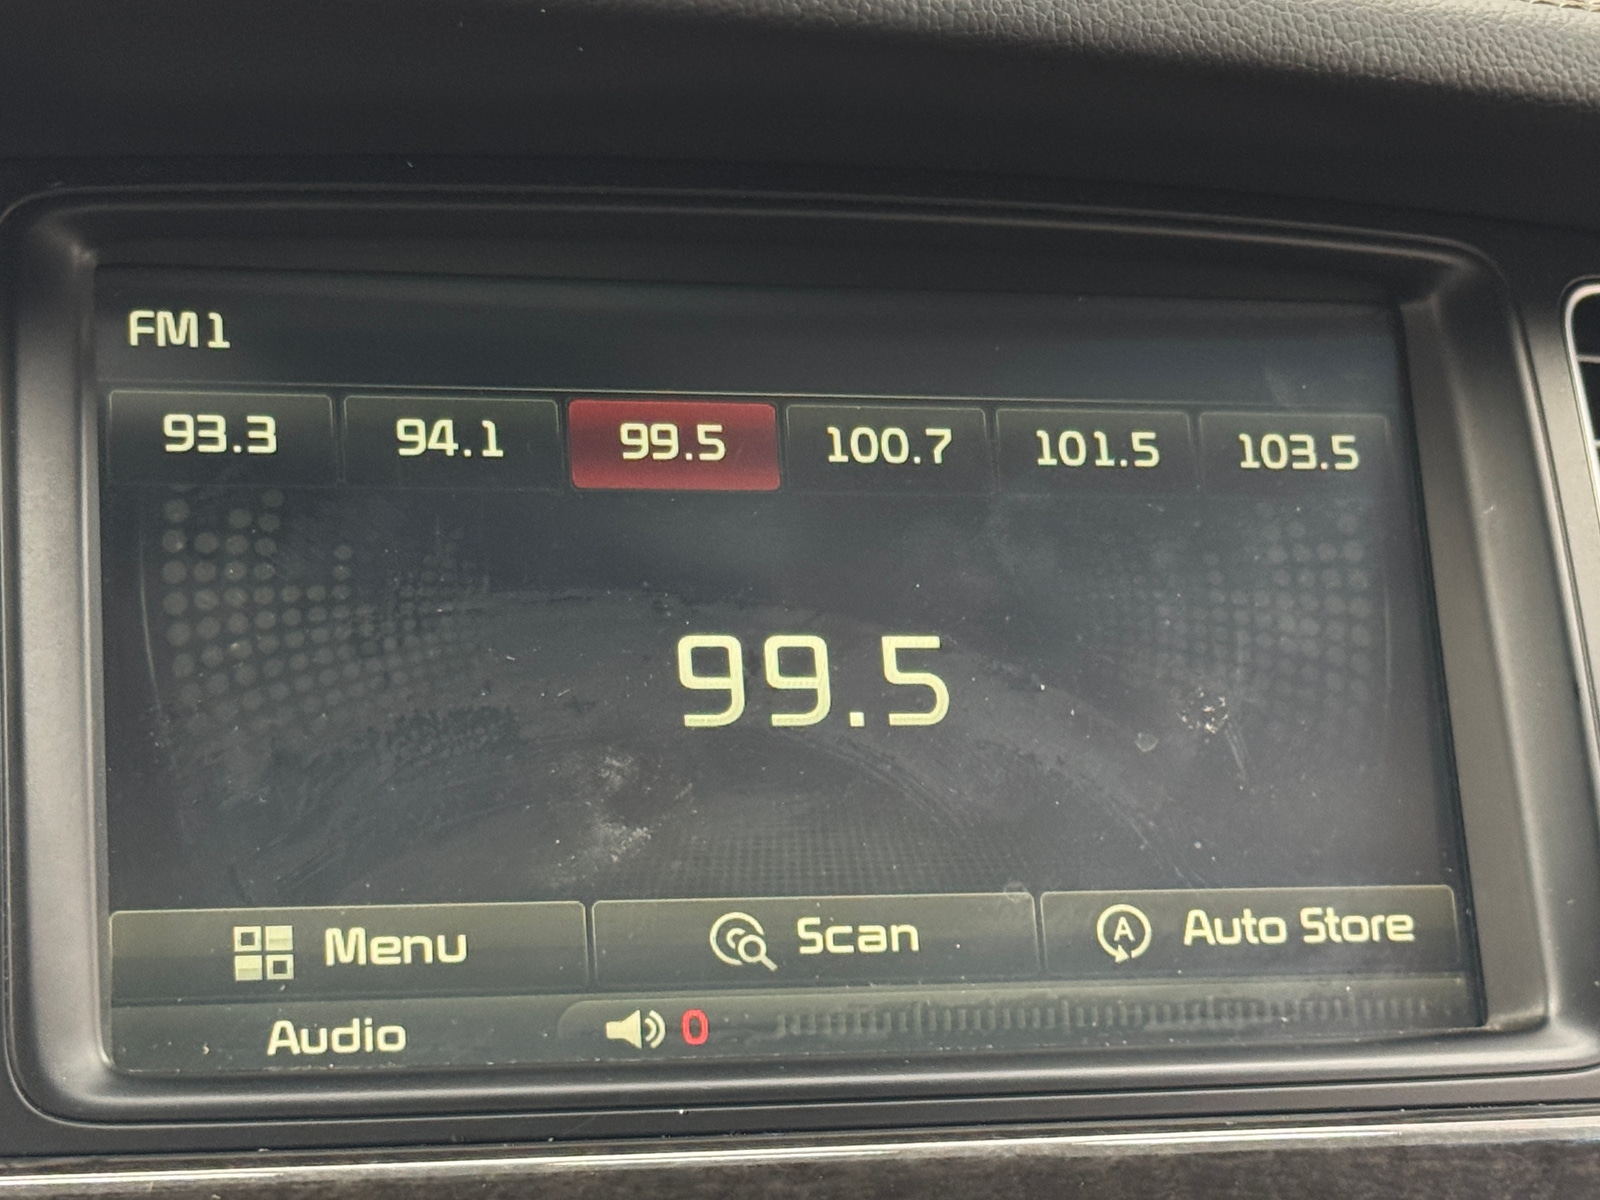 FM1
93.3 94.1 99.5 100.7 101.5 103.5
99.5
Menu Scan A Auto Store
Audio 0